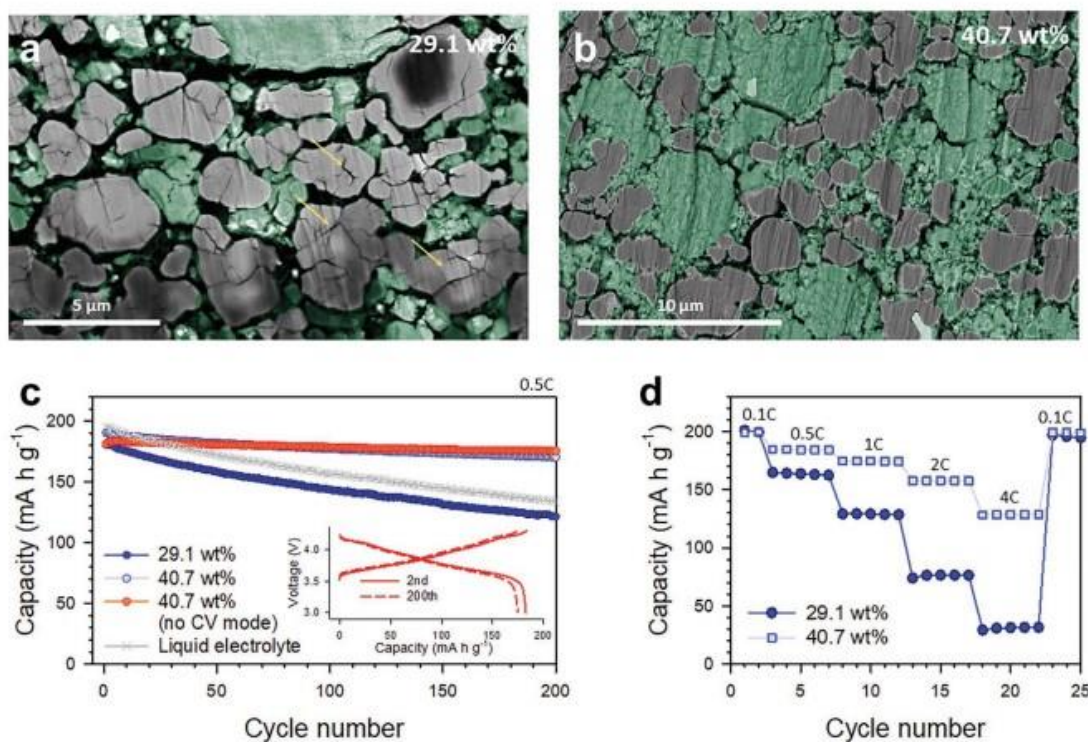 a
29.1 wt%
5 µm
b
40.7 wt%
10 µm
c
0.5C
Capacity (mA h g⁻¹)
200
150
100
50
0
29.1 wt%
40.7 wt%
40.7 wt%
(no CV mode)
Liquid electrolyte
Voltage (V)
4.0
3.5
3.0
2nd
200th
0 50 100 150 200
Capacity (mA h g⁻¹)
0 50 100 150 200
Cycle number
d
Capacity (mA h g⁻¹)
200
150
100
50
0
0.1C
0.5C
1C
2C
4C
0.1C
29.1 wt%
40.7 wt%
0 5 10 15 20 25
Cycle number